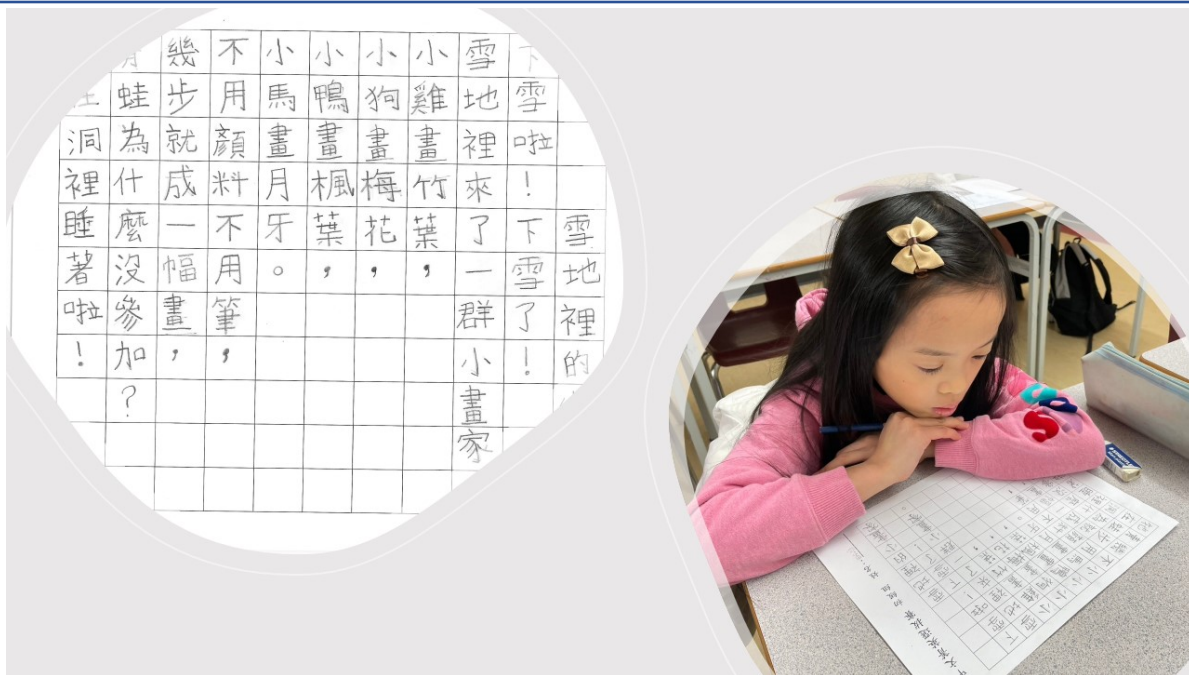 雪地裡的
下雪啦！下雪了！
雪地裡來了一群小畫家
小雞畫竹葉，
小狗畫梅花，
小鴨畫楓葉，
小馬畫月牙。
不用顏料不用筆，
幾步就成一幅畫，
青蛙為什麼沒參加？
在洞裡睡著啦！